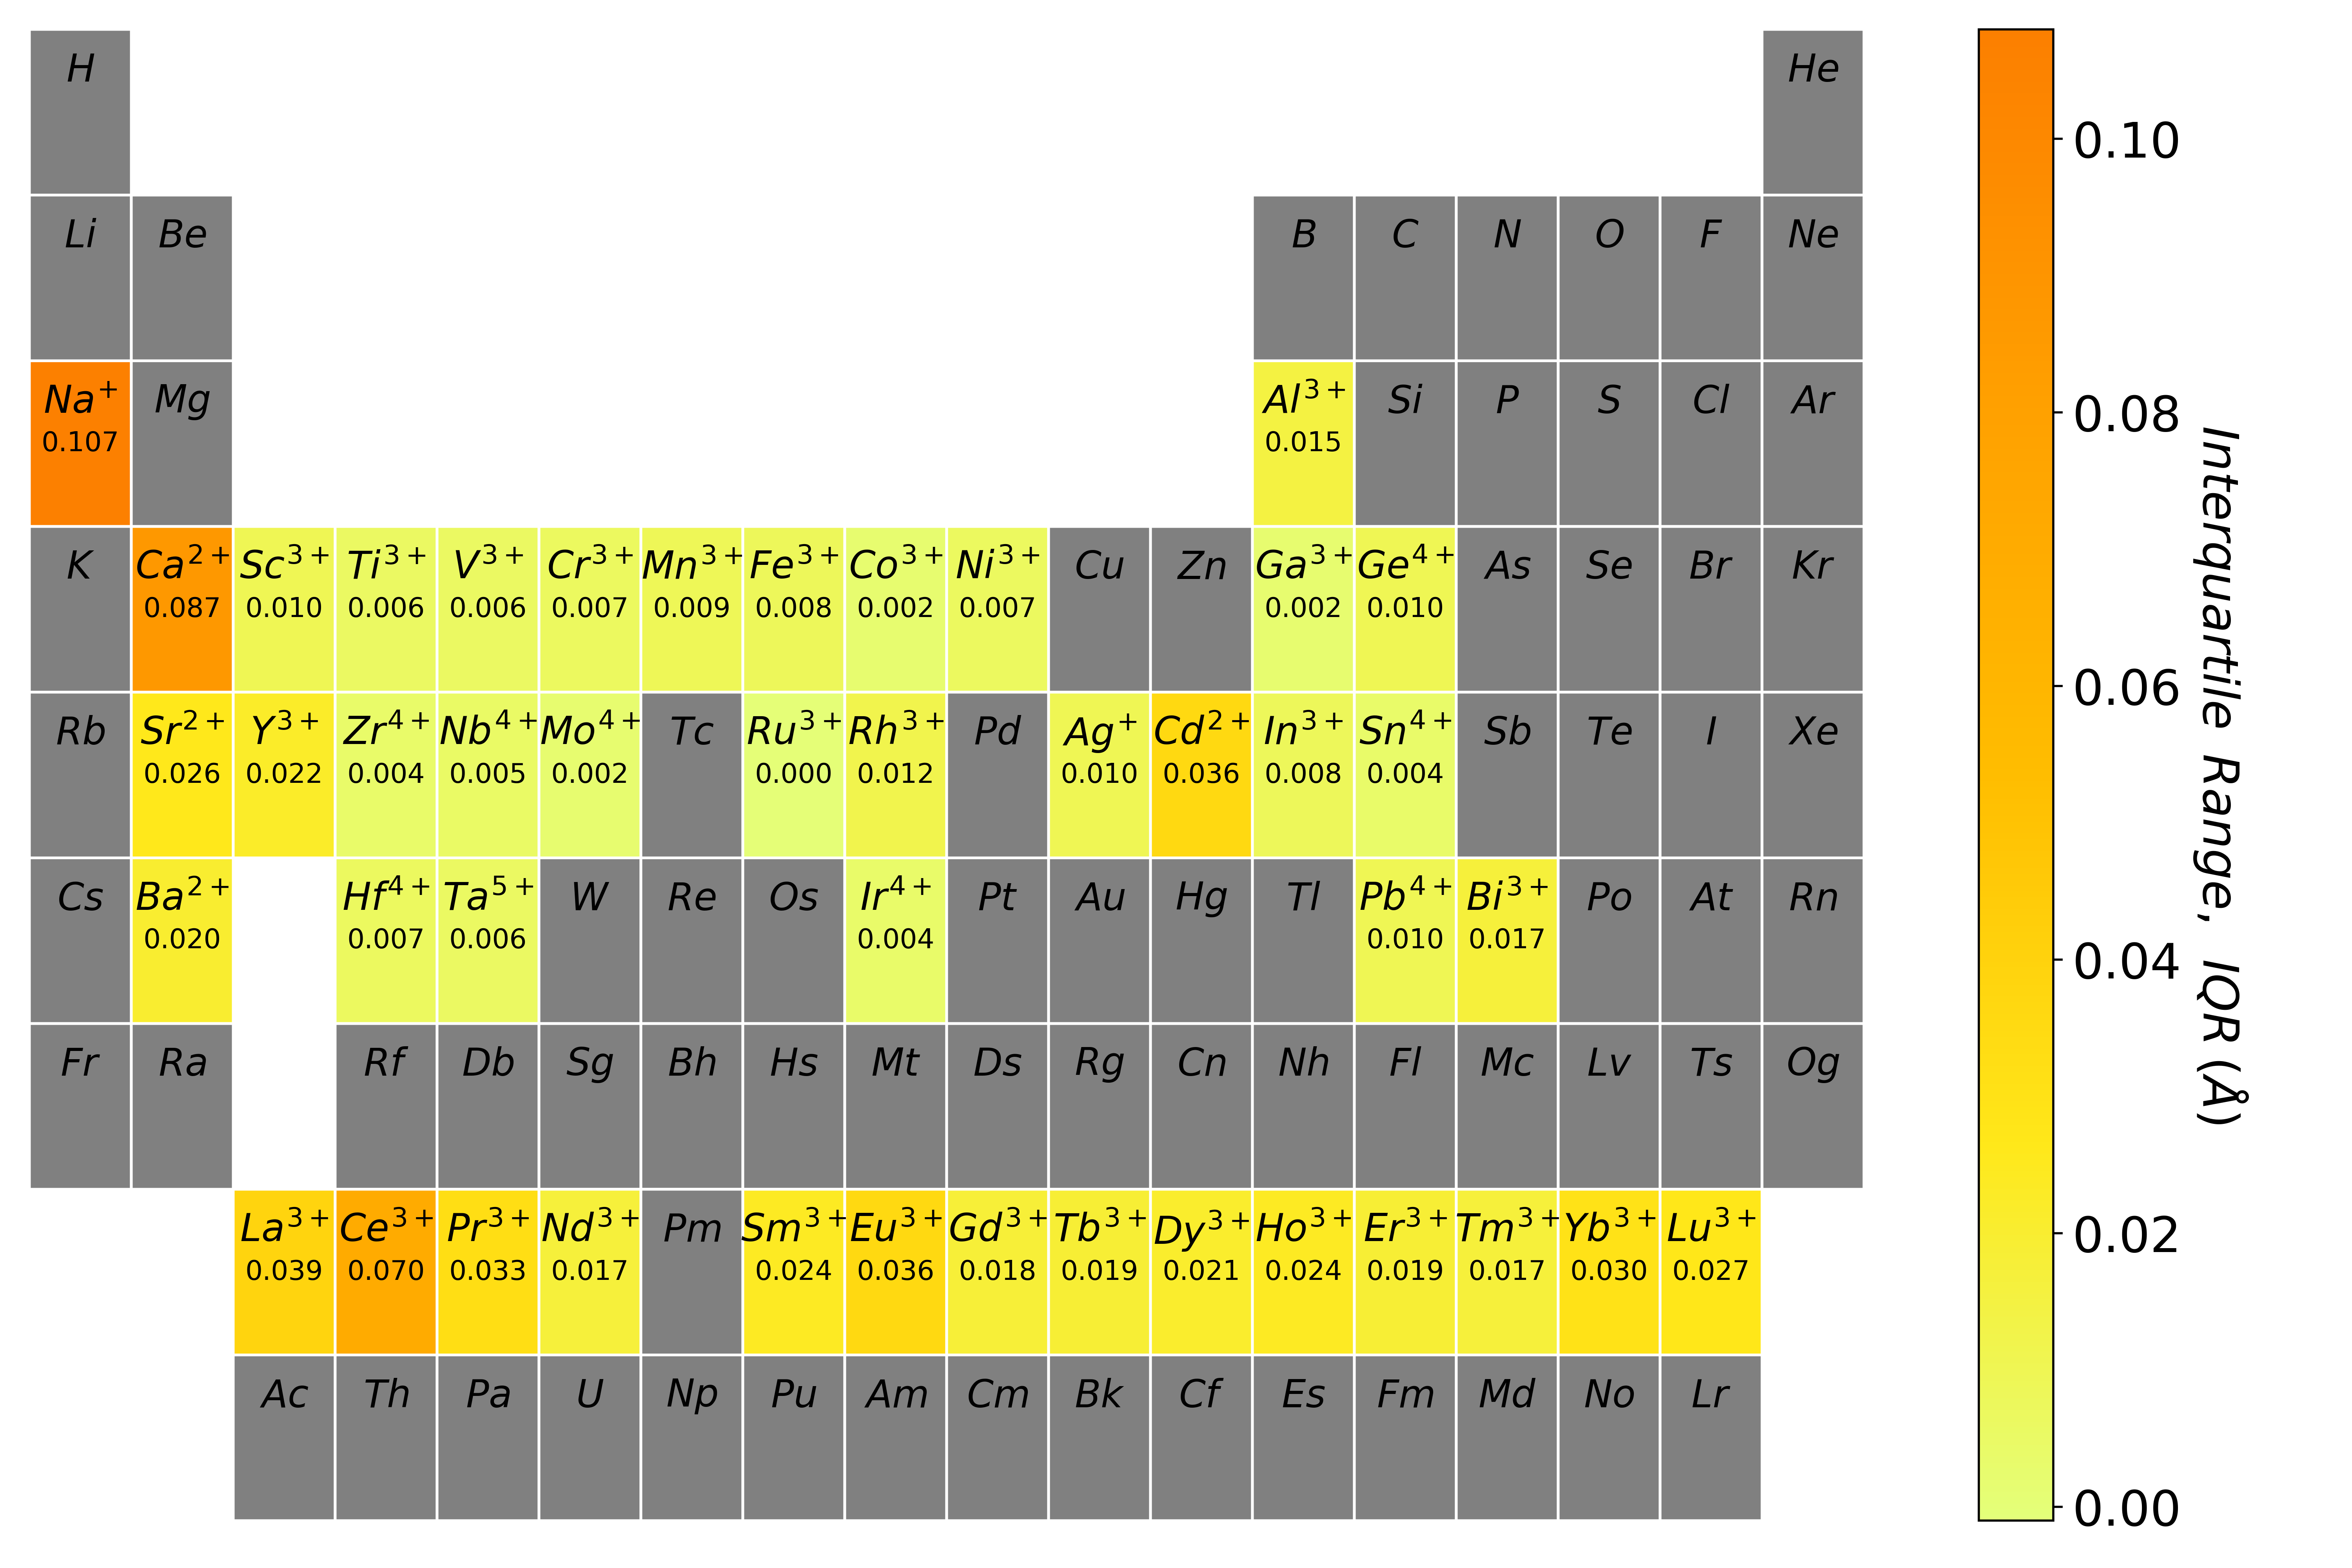 H He
Li Be B C N O F Ne
Na⁺ Mg Al³⁺ Si P S Cl Ar
0.107 0.015
K Ca²⁺ Sc³⁺ Ti³⁺ V³⁺ Cr³⁺ Mn³⁺ Fe³⁺ Co³⁺ Ni³⁺ Cu Zn Ga³⁺ Ge⁴⁺ As Se Br Kr
0.087 0.010 0.006 0.006 0.007 0.009 0.008 0.002 0.007 0.002 0.010
Rb Sr²⁺ Y³⁺ Zr⁴⁺ Nb⁴⁺ Mo⁴⁺ Tc Ru³⁺ Rh³⁺ Pd Ag⁺ Cd²⁺ In³⁺ Sn⁴⁺ Sb Te I Xe
0.026 0.022 0.004 0.005 0.002 0.000 0.012 0.010 0.036 0.008 0.004
Cs Ba²⁺ Hf⁴⁺ Ta⁵⁺ W Re Os Ir⁴⁺ Pt Au Hg Tl Pb⁴⁺ Bi³⁺ Po At Rn
0.020 0.007 0.006 0.004 0.010 0.017
Fr Ra Rf Db Sg Bh Hs Mt Ds Rg Cn Nh Fl Mc Lv Ts Og
La³⁺ Ce³⁺ Pr³⁺ Nd³⁺ Pm Sm³⁺ Eu³⁺ Gd³⁺ Tb³⁺ Dy³⁺ Ho³⁺ Er³⁺ Tm³⁺ Yb³⁺ Lu³⁺
0.039 0.070 0.033 0.017 0.024 0.036 0.018 0.019 0.021 0.024 0.019 0.017 0.030 0.027
Ac Th Pa U Np Pu Am Cm Bk Cf Es Fm Md No Lr
0.10
0.08
0.06
0.04
0.02
0.00
Interquartile Range, IQR (Å)